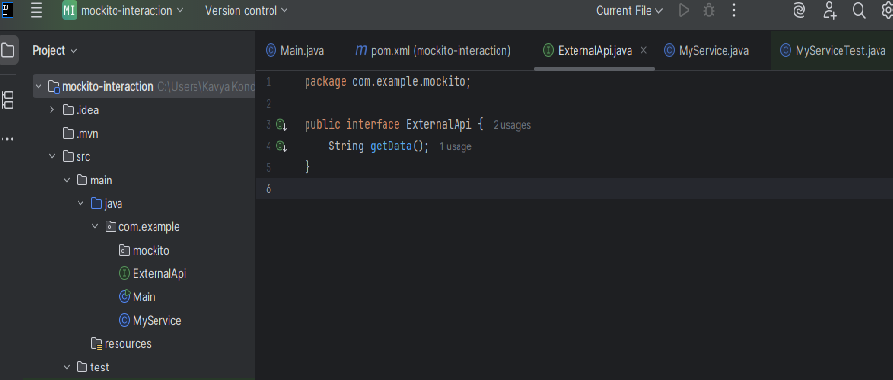 MI mockito-interaction Version control Current File
Project
Main.java pom.xml (mockito-interaction) ExternalApi.java MyService.java MyServiceTest.java
mockito-interaction C:\Users\Kavya Kond
.idea
.mvn
src
main
java
com.example
mockito
ExternalApi
Main
MyService
resources
test
1 package com.example.mockito;
2
3 public interface ExternalApi { 2 usages
4 String getData(); 1 usage
5 }
6